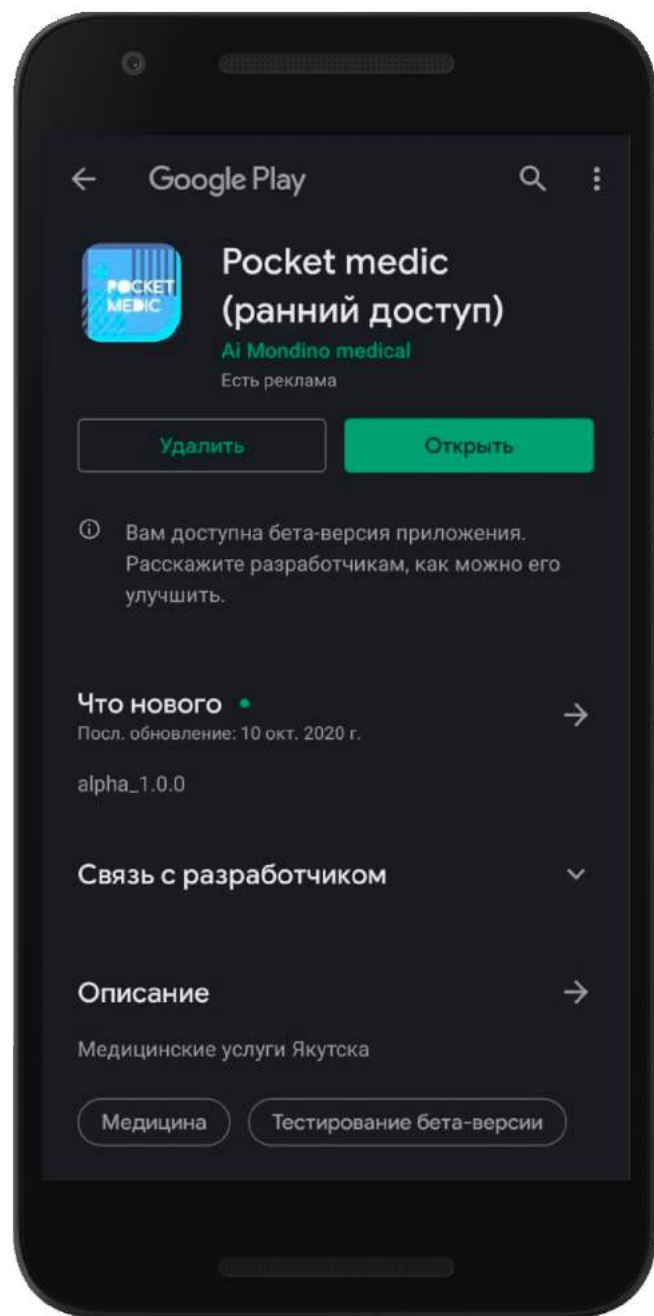 Google Play
Pocket medic
(ранний доступ)
POCKET
MEDIC
Ai Mondino medical
Есть реклама
Удалить
Открыть
Вам доступна бета-версия приложения.
Расскажите разработчикам, как можно его
улучшить.
Что нового
Посл. обновление: 10 окт. 2020 г.
alpha_1.0.0
Связь с разработчиком
Описание
Медицинские услуги Якутска
Медицина
Тестирование бета-версии